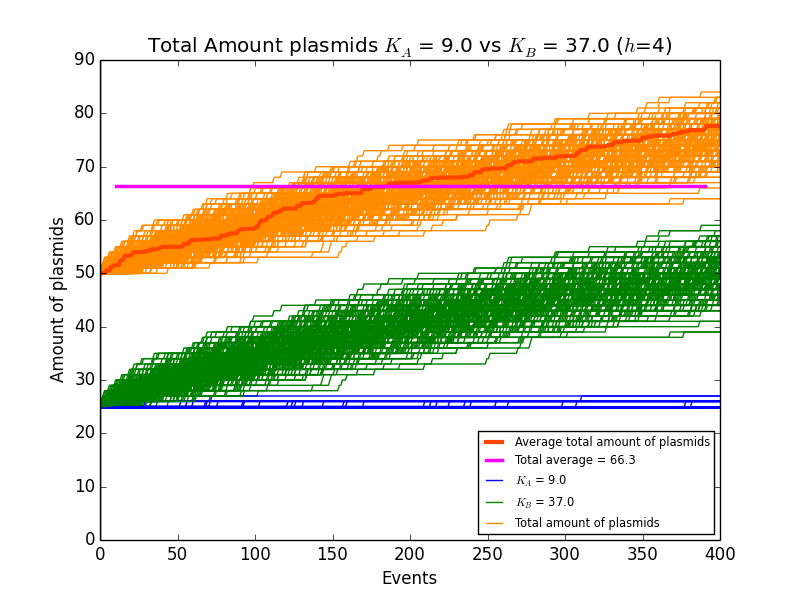 Total Amount plasmids K_A = 9.0 vs K_B = 37.0 (h=4)
90
80
70
60
50
40
30
20
10
0
Amount of plasmids
Average total amount of plasmids
Total average = 66.3
K_A = 9.0
K_B = 37.0
Total amount of plasmids
0 50 100 150 200 250 300 350 400
Events